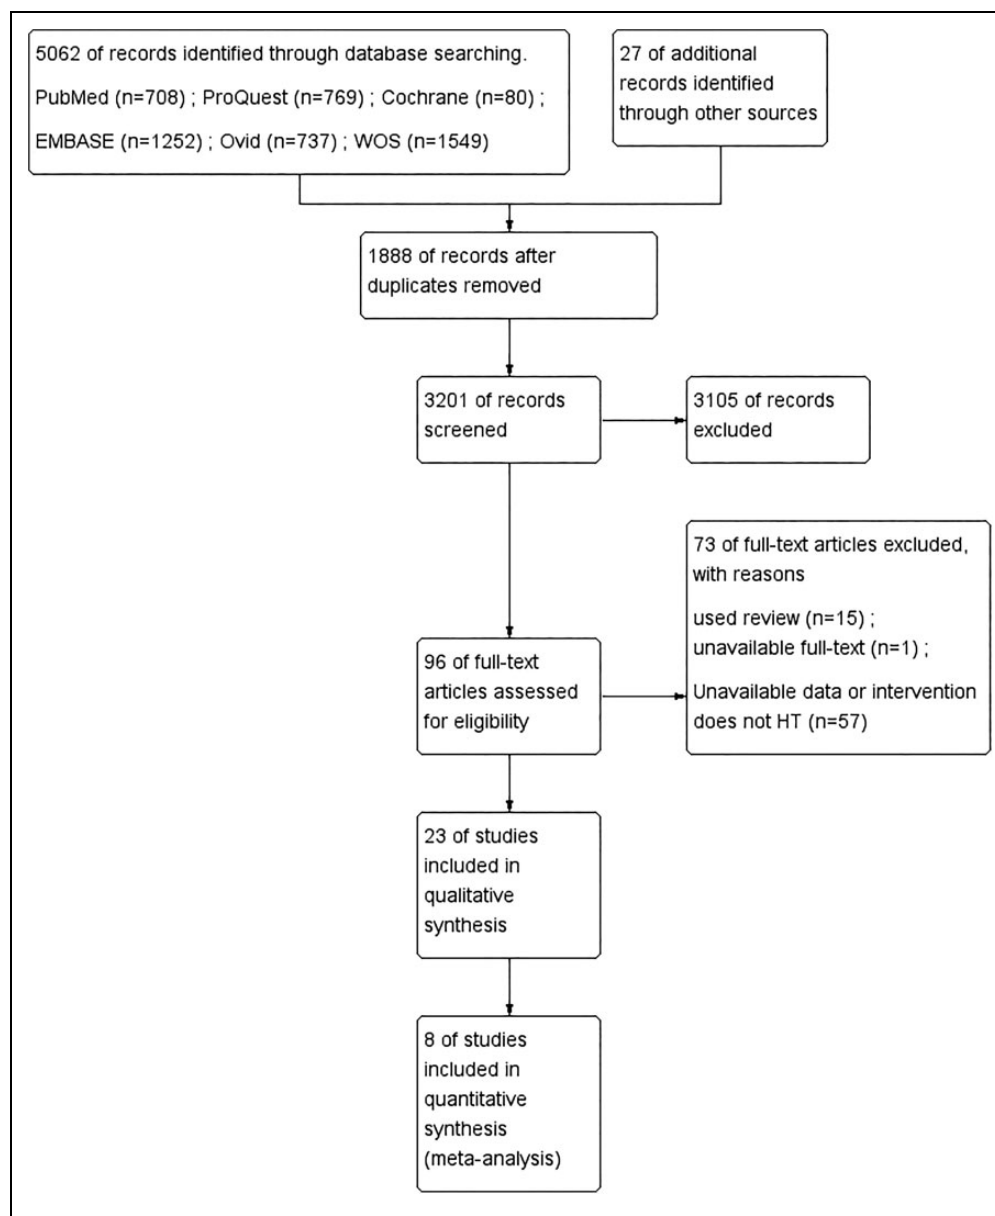 5062 of records identified through database searching.
PubMed (n=708) ; ProQuest (n=769) ; Cochrane (n=80) ;
EMBASE (n=1252) ; Ovid (n=737) ; WOS (n=1549)
27 of additional
records identified
through other sources
1888 of records after
duplicates removed
3201 of records
screened
3105 of records
excluded
73 of full-text articles excluded,
with reasons
used review (n=15) ;
unavailable full-text (n=1) ;
Unavailable data or intervention
does not HT (n=57)
96 of full-text
articles assessed
for eligibility
23 of studies
included in
qualitative
synthesis
8 of studies
included in
quantitative
synthesis
(meta-analysis)